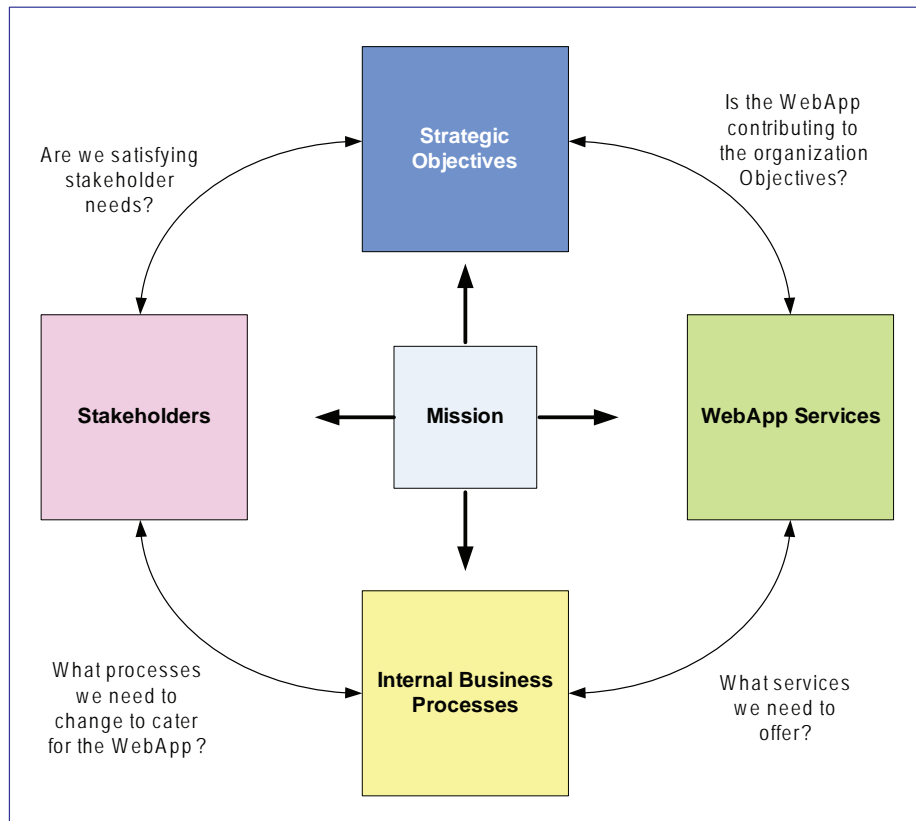 Strategic
Objectives
Is the WebApp
contributing to
the organization
Objectives?
Are we satisfying
stakeholder
needs?
Stakeholders
Mission
WebApp Services
Internal Business
Processes
What processes
we need to
change to cater
for the WebApp?
What services
we need to
offer?